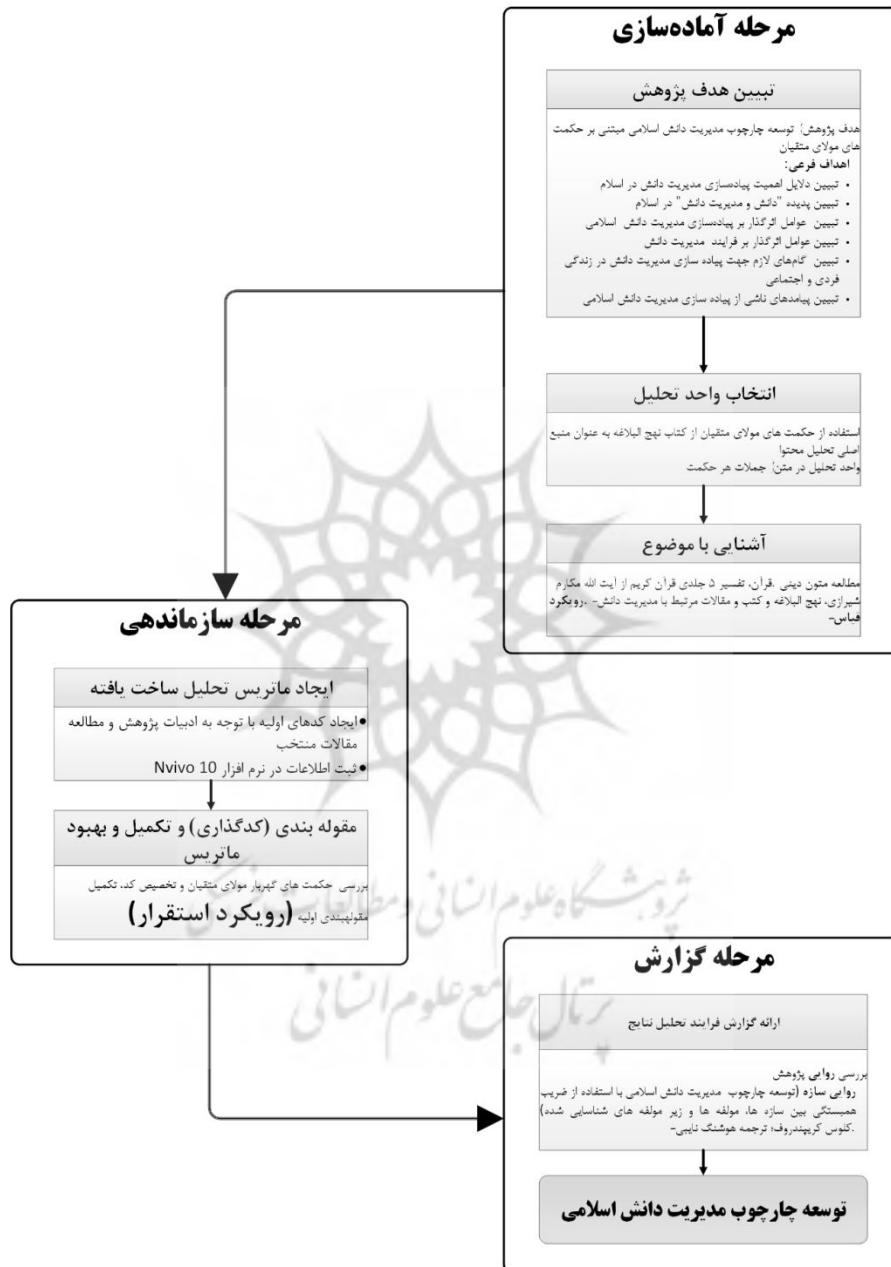 مرحله آماده‌سازی
تبیین هدف پژوهش
هدف پژوهش: توسعه چارچوب مدیریت دانش اسلامی مبتنی بر حکمت
های مولای متقیان
اهداف فرعی:
• تبیین دلایل اهمیت پیاده‌سازی مدیریت دانش در اسلام
• تبیین پدیده "دانش و مدیریت دانش" در اسلام
• تبیین عوامل اثرگذار بر پیاده‌سازی مدیریت دانش اسلامی
• تبیین عوامل اثرگذار بر فرایند مدیریت دانش
• تبیین گام‌های لازم جهت پیاده سازی مدیریت دانش در زندگی
فردی و اجتماعی
• تبیین پیامدهای ناشی از پیاده سازی مدیریت دانش اسلامی
انتخاب واحد تحلیل
استفاده از حکمت های مولای متقیان از کتاب نهج البلاغه به عنوان منبع
اصلی تحلیل محتوا
واحد تحلیل در متن: جملات هر حکمت
آشنایی با موضوع
مطالعه متون دینی .قرآن، تفسیر ۵ جلدی قرآن کریم از آیت الله مکارم
شیرازی، نهج البلاغه و کتب و مقالات مرتبط با مدیریت دانش- .رویکرد
قیاس-
مرحله سازماندهی
ایجاد ماتریس تحلیل ساخت یافته
● ایجاد کدهای اولیه با توجه به ادبیات پژوهش و مطالعه
مقالات منتخب
● ثبت اطلاعات در نرم افزار Nvivo 10
مقوله بندی (کدگذاری) و تکمیل و بهبود
ماتریس
بررسی حکمت های گهربار مولای متقیان و تخصیص کد، تکمیل
مقولهبندی اولیه (رویکرد استقرار)
مرحله گزارش
ارائه گزارش فرایند تحلیل نتایج
بررسی روایی پژوهش
روایی سازه (توسعه چارچوب مدیریت دانش اسلامی با استفاده از ضریب
همبستگی بین سازه ها، مولفه ها و زیر مولفه های شناسایی شده)
.کلوس کریپندروف؛ ترجمه هوشنگ نایبی-
توسعه چارچوب مدیریت دانش اسلامی
پژوهشگاه علوم انسانی و مطالعات فرهنگی
پرتال جامع علوم انسانی